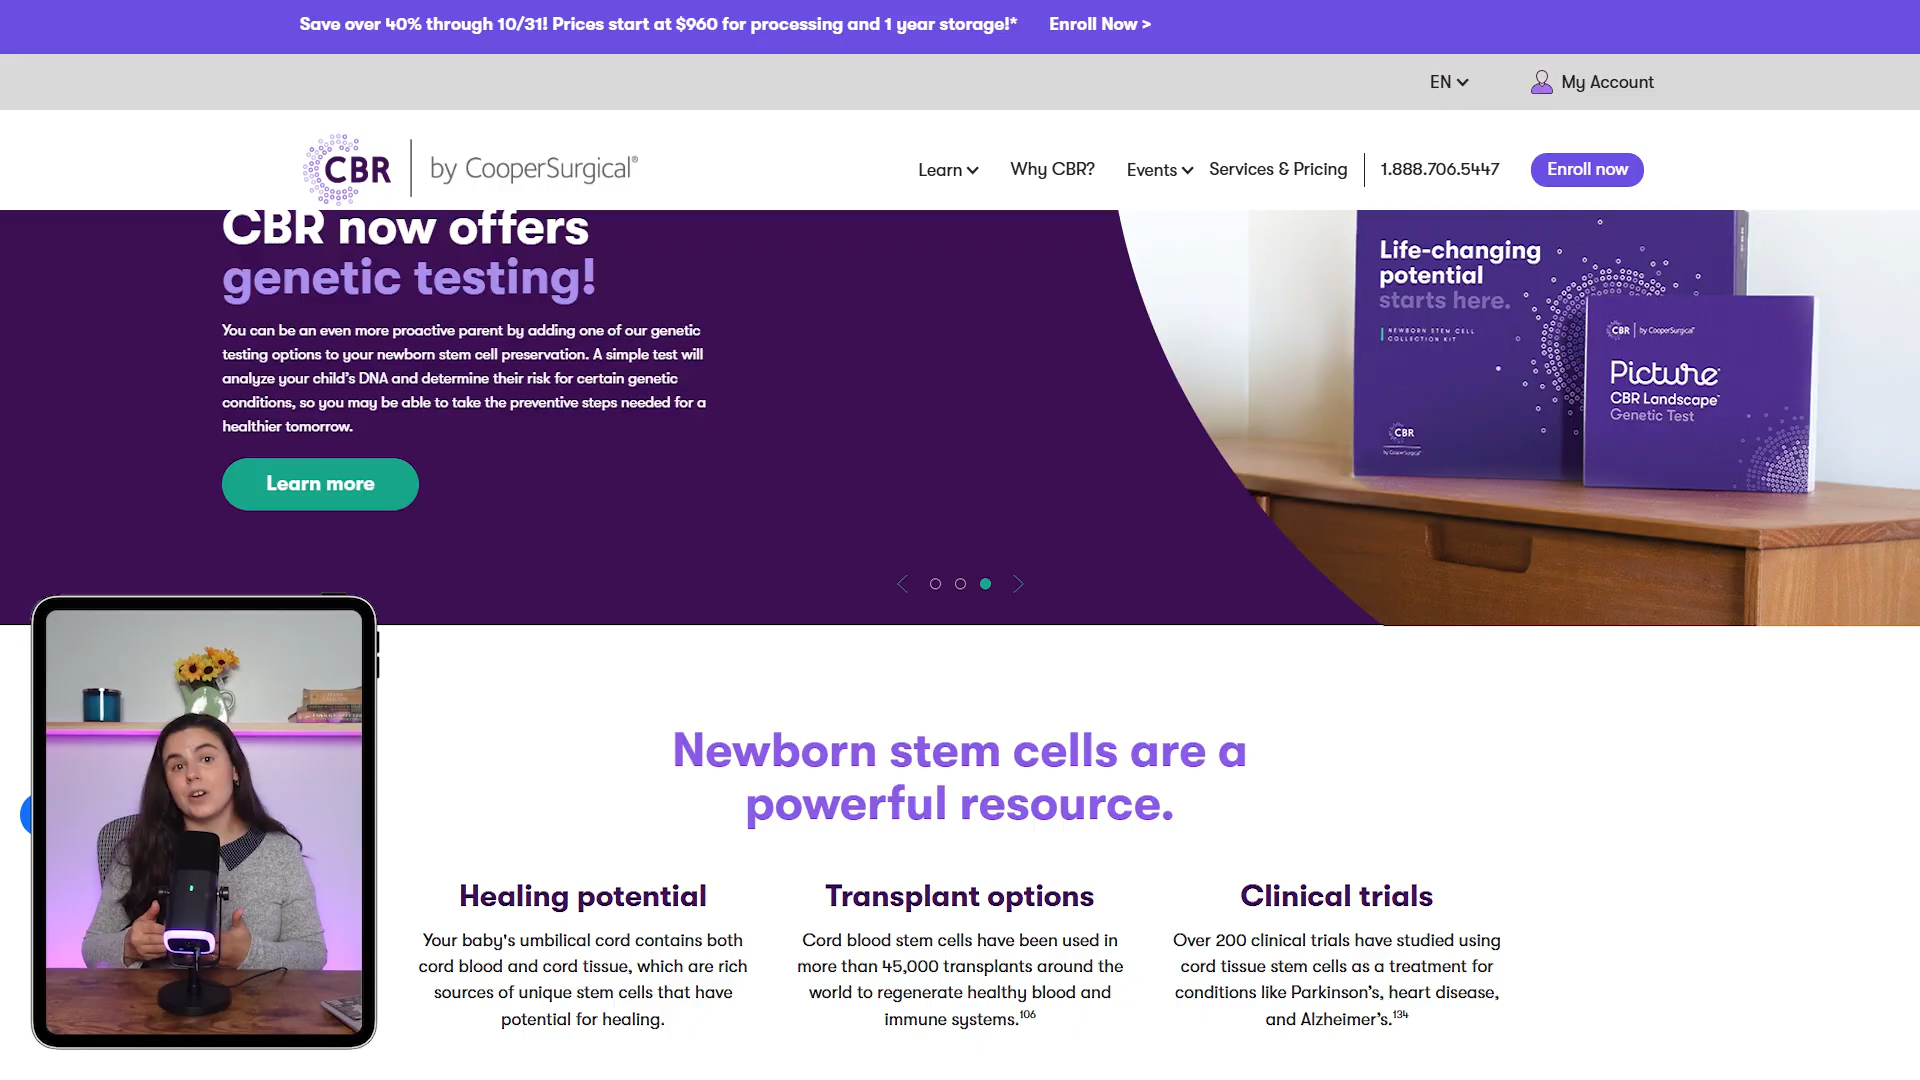 Save over 40% through 10/31! Prices start at $960 for processing and 1 year storage!* Enroll Now >
EN My Account
CBR by CooperSurgical®
Learn Why CBR? Events Services & Pricing 1.888.706.5447 Enroll now
CBR now offers
genetic testing!
You can be an even more proactive parent by adding one of our genetic
testing options to your newborn stem cell preservation. A simple test will
analyze your child's DNA and determine their risk for certain genetic
conditions, so you may be able to take the preventive steps needed for a
healthier tomorrow.
Learn more
Life-changing
potential
starts here.
NEWBORN STEM CELL
COLLECTION KIT
CBR
by CooperSurgical
CBR
CBR by CooperSurgical
Picture
CBR Landscape
Genetic Test
Newborn stem cells are a
powerful resource.
Healing potential
Your baby's umbilical cord contains both
cord blood and cord tissue, which are rich
sources of unique stem cells that have
potential for healing.
Transplant options
Cord blood stem cells have been used in
more than 45,000 transplants around the
world to regenerate healthy blood and
immune systems.106
Clinical trials
Over 200 clinical trials have studied using
cord tissue stem cells as a treatment for
conditions like Parkinson's, heart disease,
and Alzheimer's.134